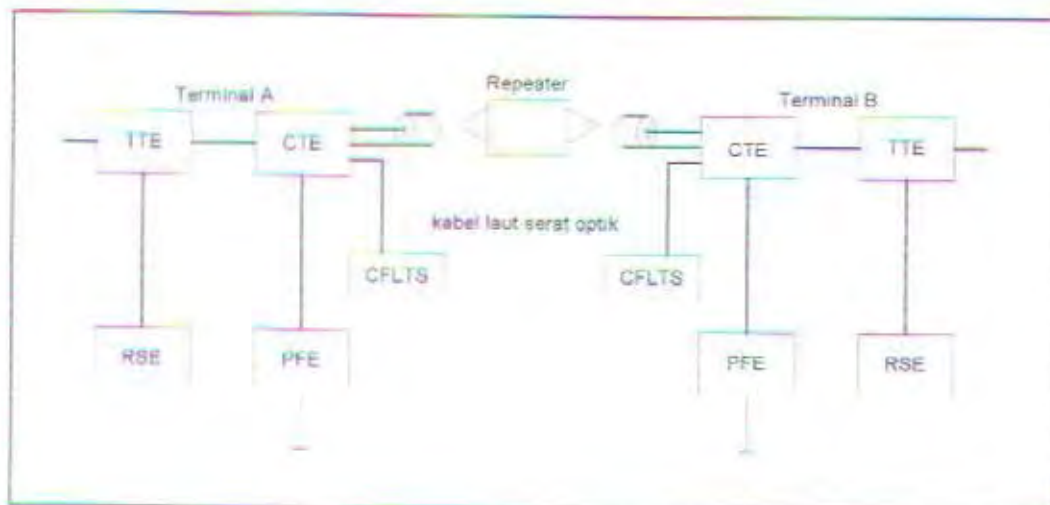 Repeater
Terminal A
Terminal B
TTE
CTE
CTE
TTE
kabel laut serat optik
CFLTS
CFLTS
RSE
PFE
PFE
RSE